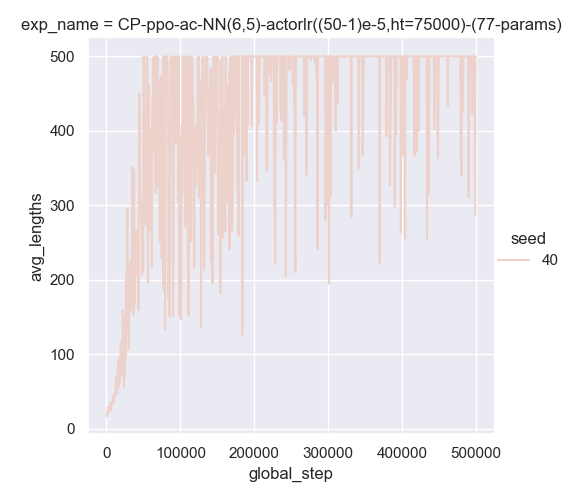 exp_name = CP-ppo-ac-NN(6,5)-actorlr((50-1)e-5,ht=75000)-(77-params)
500
400
300
200
100
0
avg_lengths
0 100000 200000 300000 400000 500000
global_step
seed
40